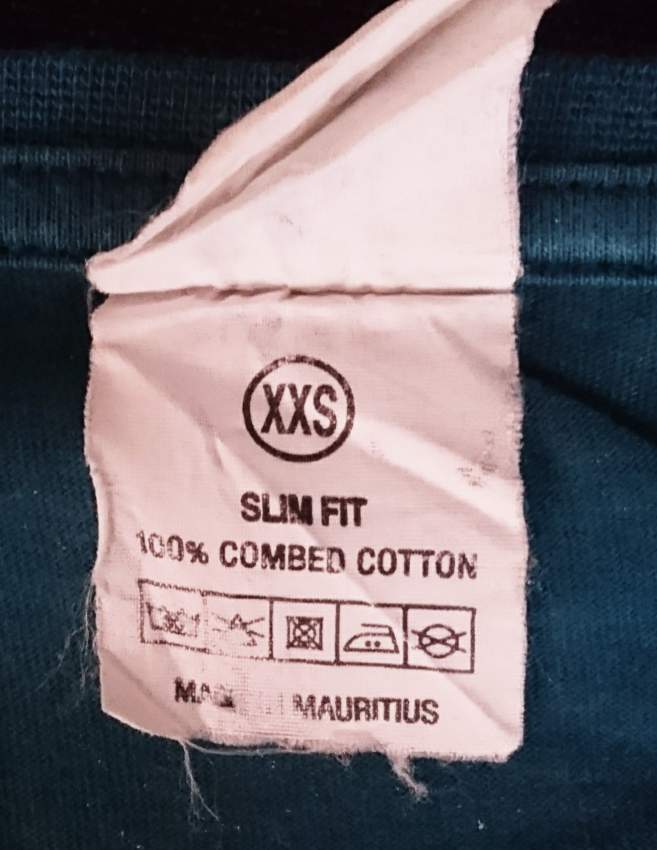 XXS
SLIM FIT
100% COMBED COTTON
MAURITIUS